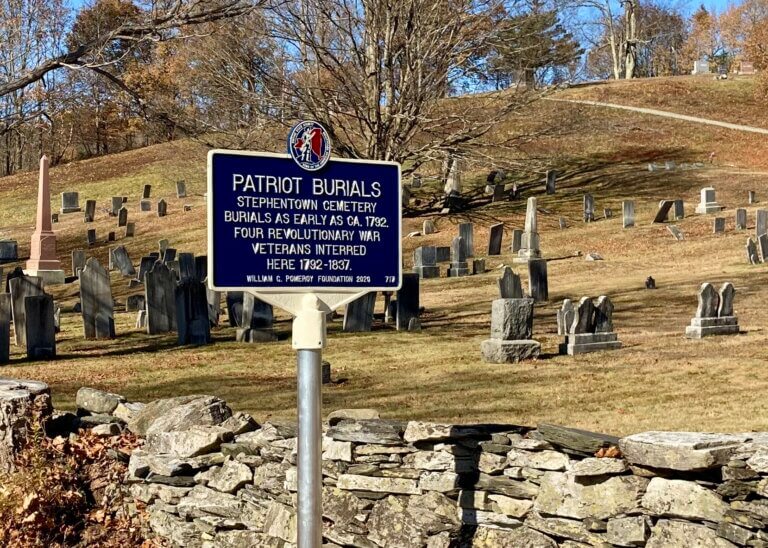 PATRIOT BURIALS
STEPHENTOWN CEMETERY
BURIALS AS EARLY AS CA. 1792.
FOUR REVOLUTIONARY WAR
VETERANS INTERRED
HERE 1792-1837.
WILLIAM G. POMEROY FOUNDATION 2020 717